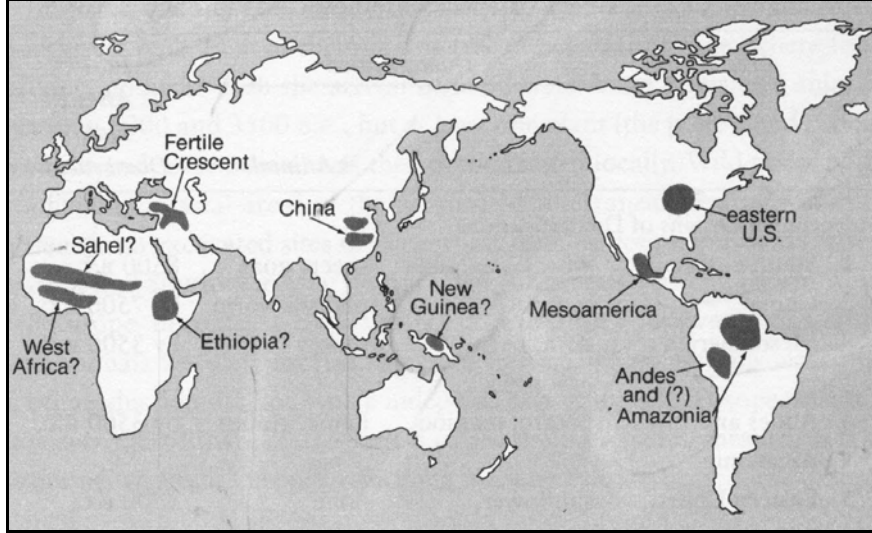 Fertile
Crescent
China
Sahel?
eastern
U.S.
New
Guinea?
Mesoamerica
West
Africa?
Ethiopia?
Andes
and (?)
Amazonia